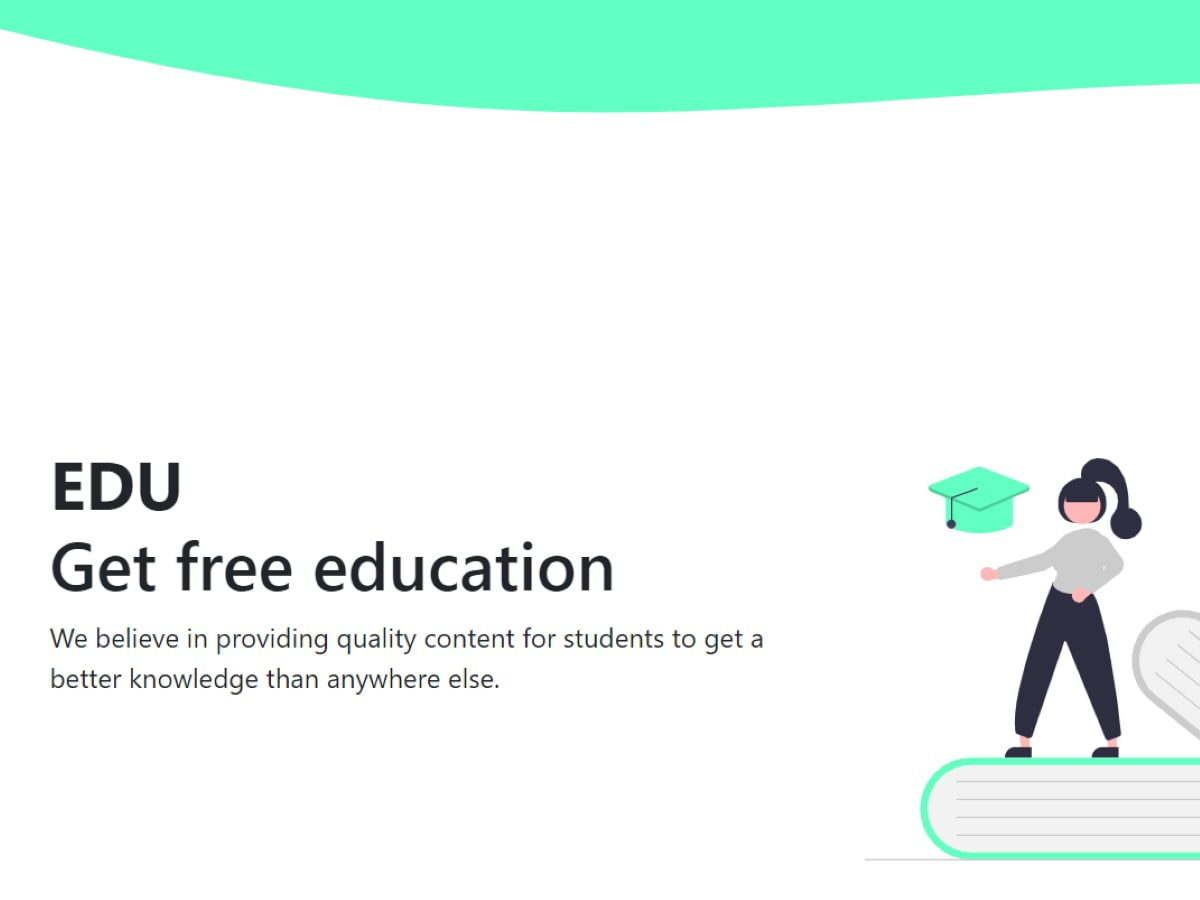 EDU
Get free education
We believe in providing quality content for students to get a
better knowledge than anywhere else.